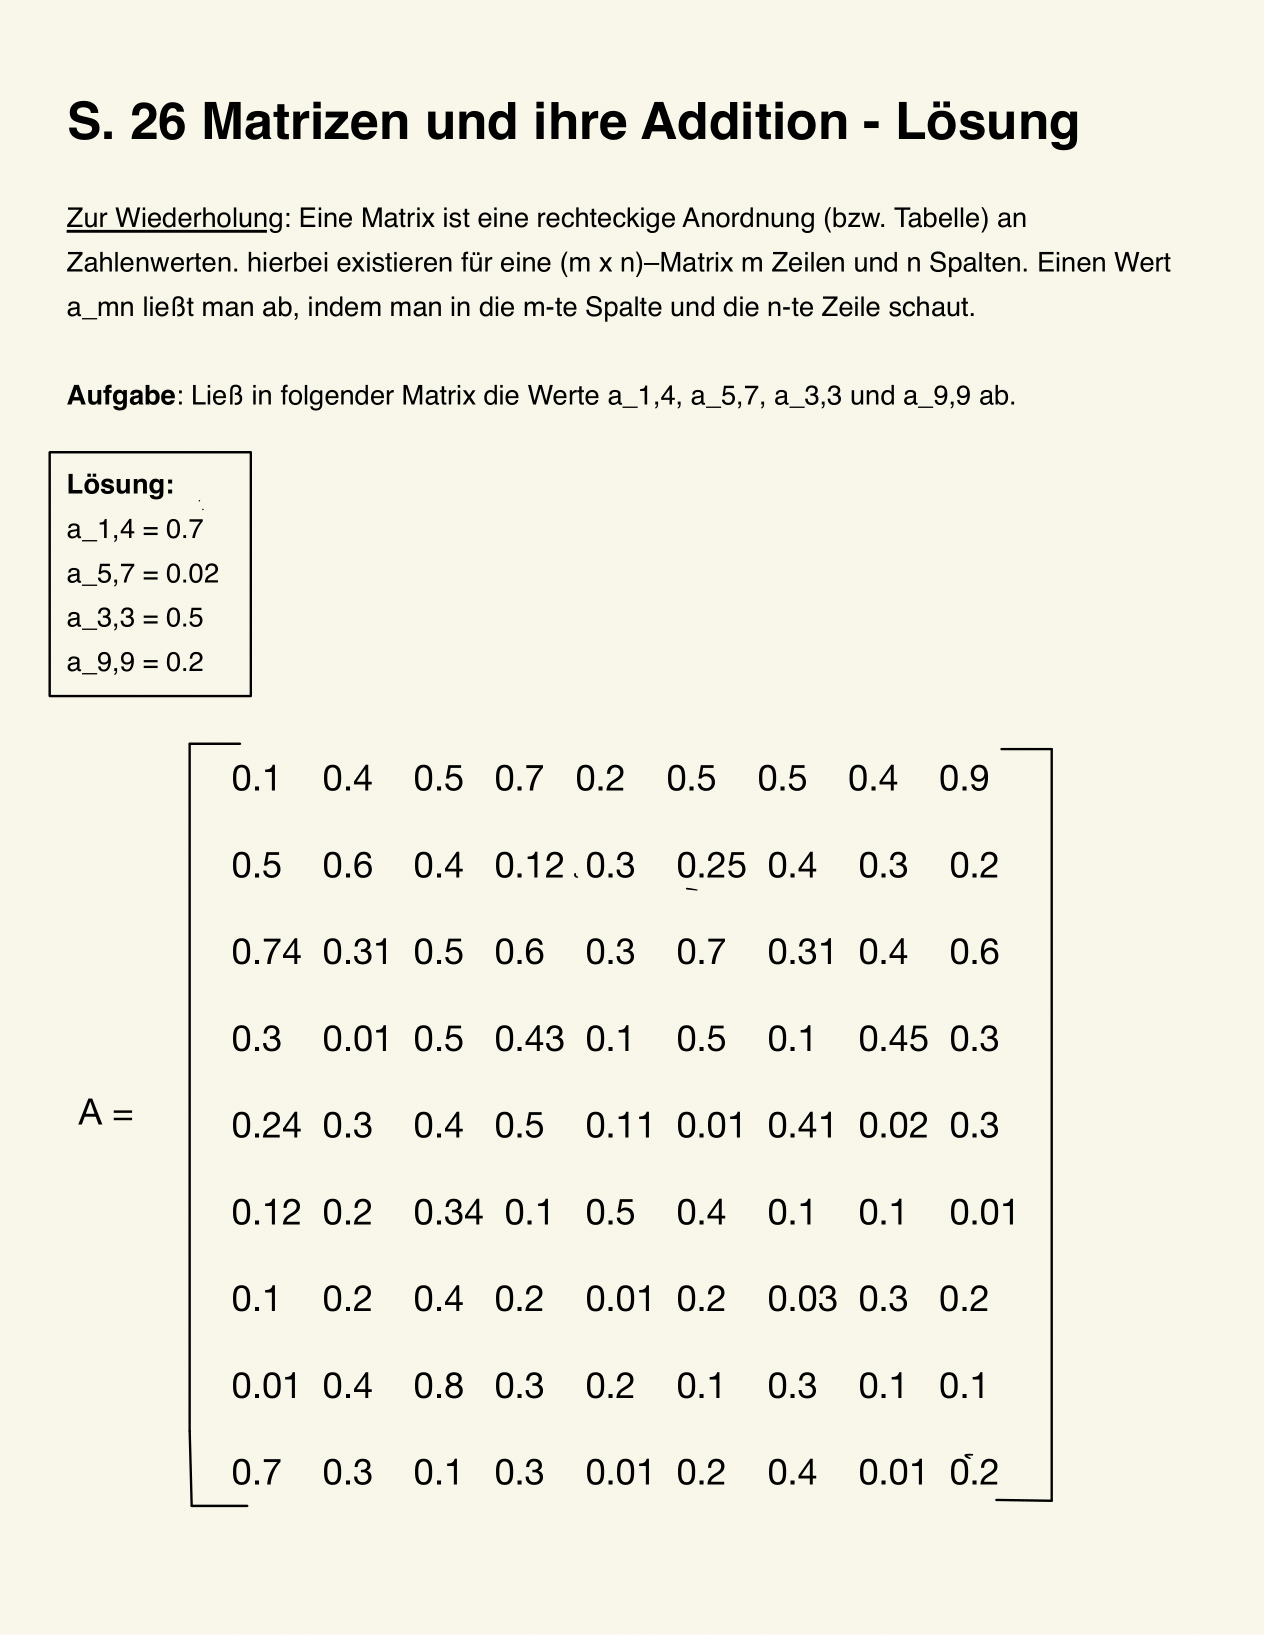 S. 26 Matrizen und ihre Addition - Lösung
Zur Wiederholung: Eine Matrix ist eine rechteckige Anordnung (bzw. Tabelle) an
Zahlenwerten. hierbei existieren für eine (m x n)–Matrix m Zeilen und n Spalten. Einen Wert
a_mn ließt man ab, indem man in die m-te Spalte und die n-te Zeile schaut.
Aufgabe: Ließ in folgender Matrix die Werte a_1,4, a_5,7, a_3,3 und a_9,9 ab.
Lösung:
a_1,4 = 0.7
a_5,7 = 0.02
a_3,3 = 0.5
a_9,9 = 0.2
0.1 0.4 0.5 0.7 0.2 0.5 0.5 0.4 0.9
0.5 0.6 0.4 0.12 0.3 0.25 0.4 0.3 0.2
0.74 0.31 0.5 0.6 0.3 0.7 0.31 0.4 0.6
0.3 0.01 0.5 0.43 0.1 0.5 0.1 0.45 0.3
A =
0.24 0.3 0.4 0.5 0.11 0.01 0.41 0.02 0.3
0.12 0.2 0.34 0.1 0.5 0.4 0.1 0.1 0.01
0.1 0.2 0.4 0.2 0.01 0.2 0.03 0.3 0.2
0.01 0.4 0.8 0.3 0.2 0.1 0.3 0.1 0.1
0.7 0.3 0.1 0.3 0.01 0.2 0.4 0.01 0.2